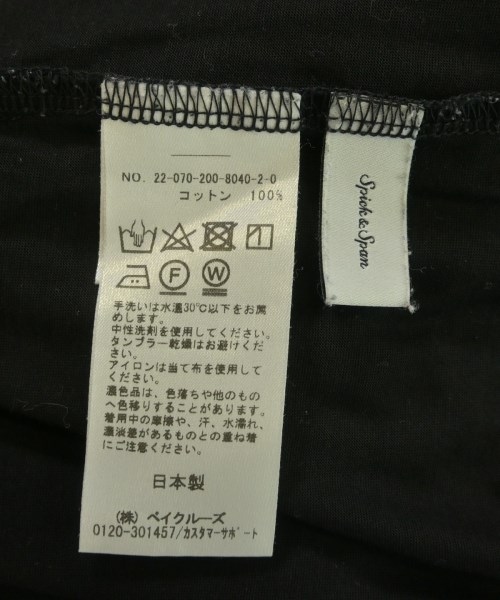 NO. 22-070-200-8040-2-0
コットン 100%
F
W
手洗いは水温30℃以下をお薦
めします。
中性洗剤を使用してください。
タンブラー乾燥はお避けくださ
い。
アイロンは当て布を使用して
ください。
濃色品は、色落ちや他のもの
へ色移りすることがあります。
着用中の摩擦や、汗、水濡れ、
濃淡差があるものとの重ね着
にご注意ください。
日本製
(株) ベイクルーズ
0120-301457/カスタマーサポート
Spick&Span